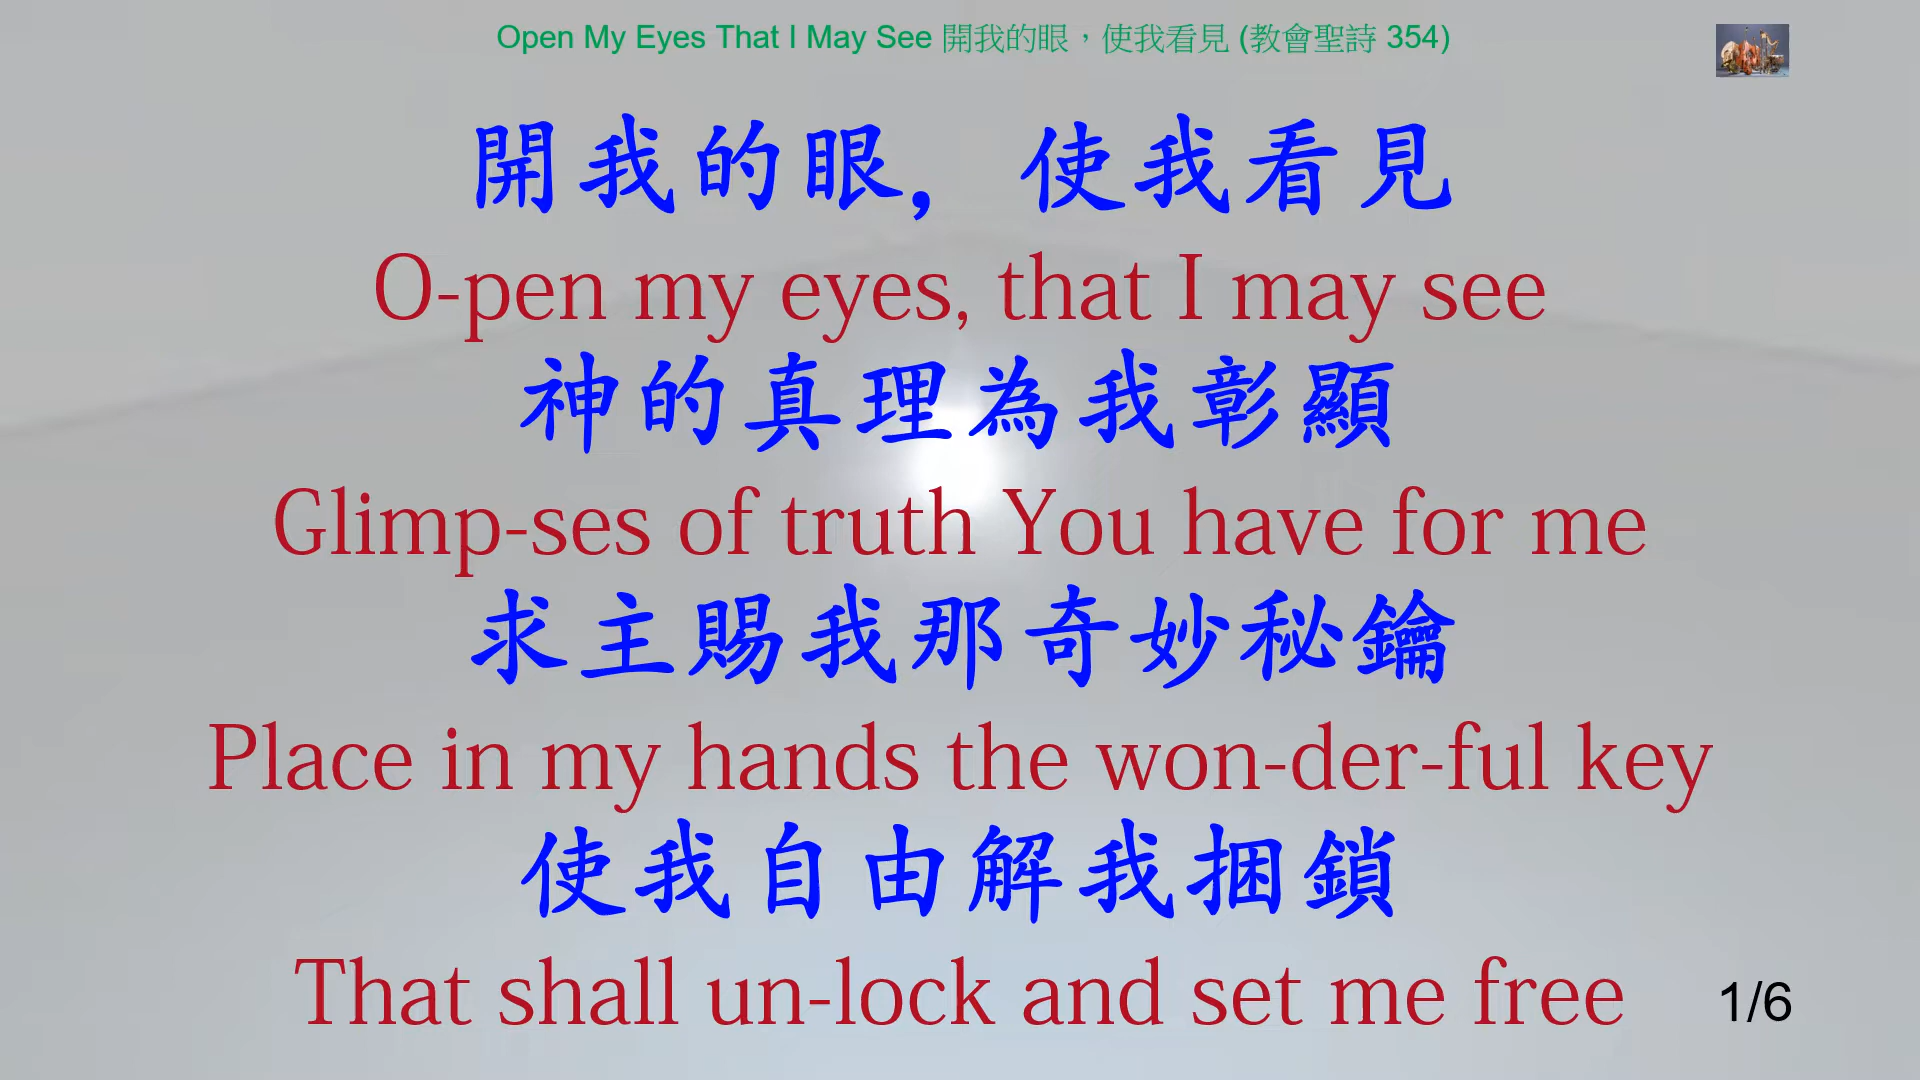 Open My Eyes That I May See 開我的眼，使我看見 (教會聖詩 354)
開我的眼, 使我看見
O-pen my eyes, that I may see
神的真理為我彰顯
Glimp-ses of truth You have for me
求主賜我那奇妙秘鑰
Place in my hands the won-der-ful key
使我自由解我捆鎖
That shall un-lock and set me free
1/6